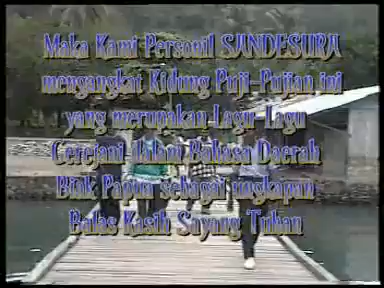 Maka Kami Personil SANDESURA
mengangkat Kidung Puji-Pujian ini
yang merupakan Lagu-Lagu
Gerejani dalam Bahasa Daerah
Biak Papua sebagai ungkapan
Balas Kasih Sayang Tuhan